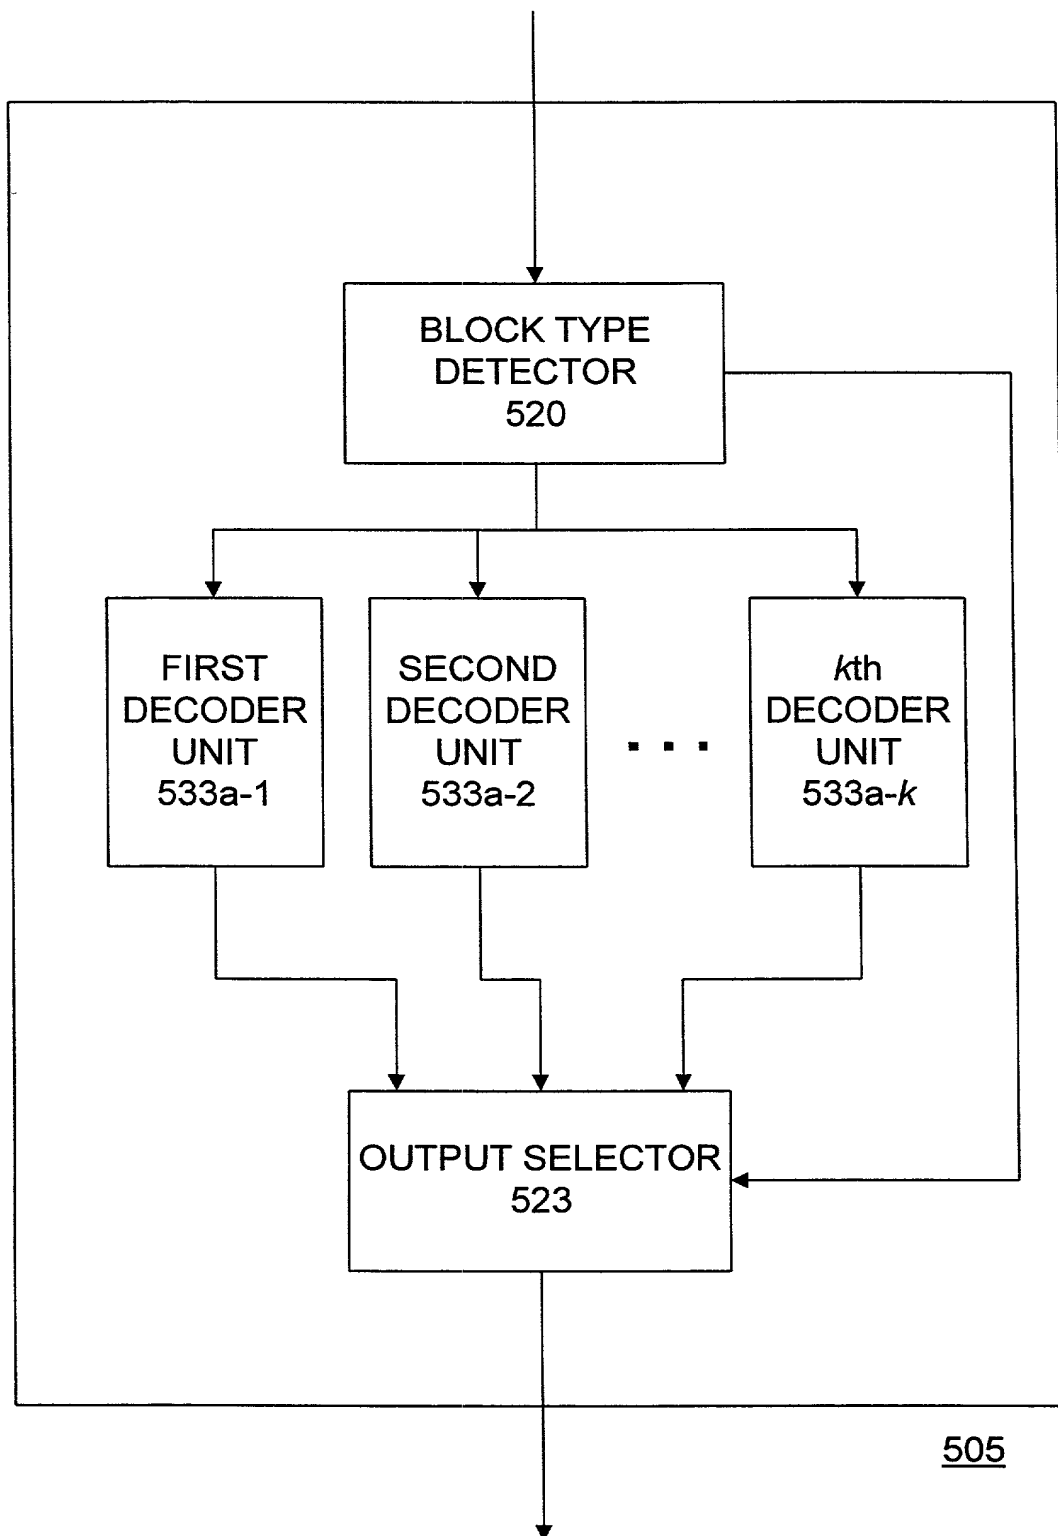 BLOCK TYPE
DETECTOR
520
FIRST
DECODER
UNIT
533a-1
SECOND
DECODER
UNIT
533a-2
. . .
kth
DECODER
UNIT
533a-k
OUTPUT SELECTOR
523
505